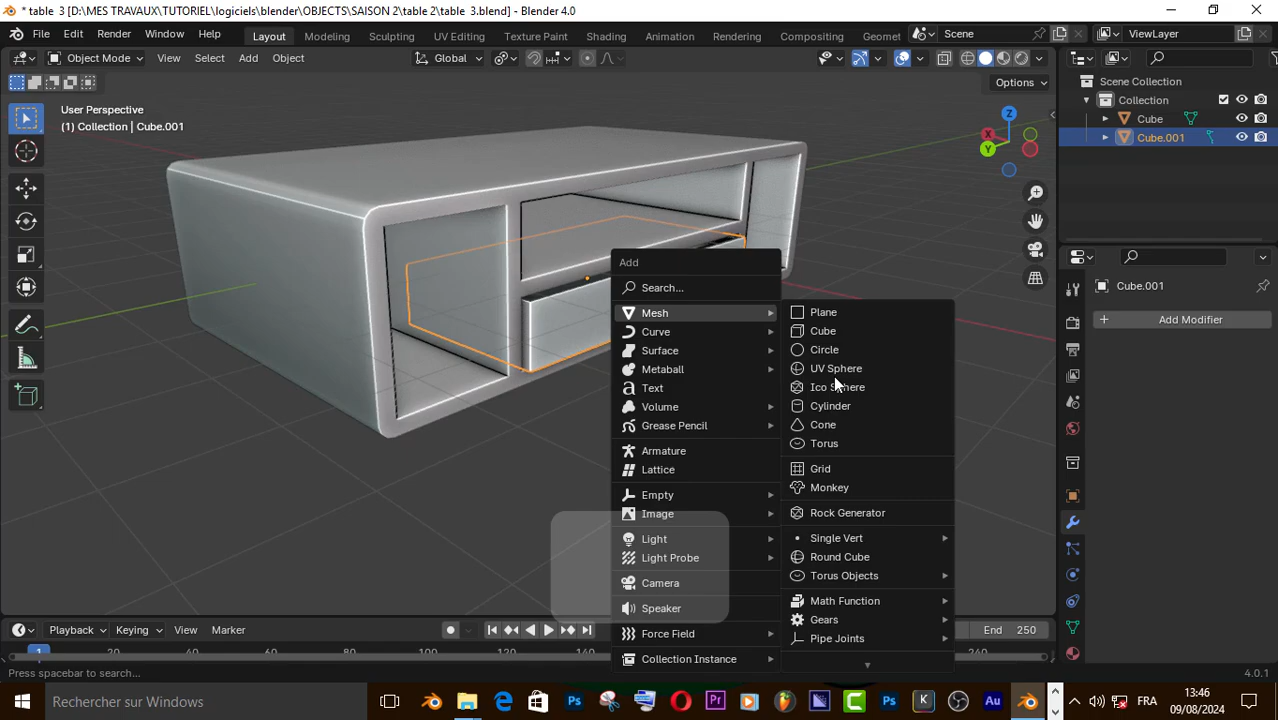 * table_3 [D:\MES TRAVAUX\TUTORIEL\logiciels\blender\OBJECTS\SAISON 2\table 2\table_3.blend] - Blender 4.0
File Edit Render Window Help Layout Modeling Sculpting UV Editing Texture Paint Shading Animation Rendering Compositing Geomet Scene ViewLayer
Object Mode View Select Add Object Global
Options
User Perspective
(1) Collection | Cube.001
X
Y
Z
Scene Collection
Collection
Cube
Cube.001
Cube.001
Add Modifier
Add
Search...
Mesh
Curve
Surface
Metaball
Text
Volume
Grease Pencil
Armature
Lattice
Empty
Image
Light
Light Probe
Camera
Speaker
Force Field
Collection Instance
Plane
Cube
Circle
UV Sphere
Ico Sphere
Cylinder
Cone
Torus
Grid
Monkey
Rock Generator
Single Vert
Round Cube
Torus Objects
Math Function
Gears
Pipe Joints
Playback Keying View Marker End 250
1 240
Press spacebar to search. 4.0.1
Rechercher sur Windows
FRA
13:46
09/08/2024